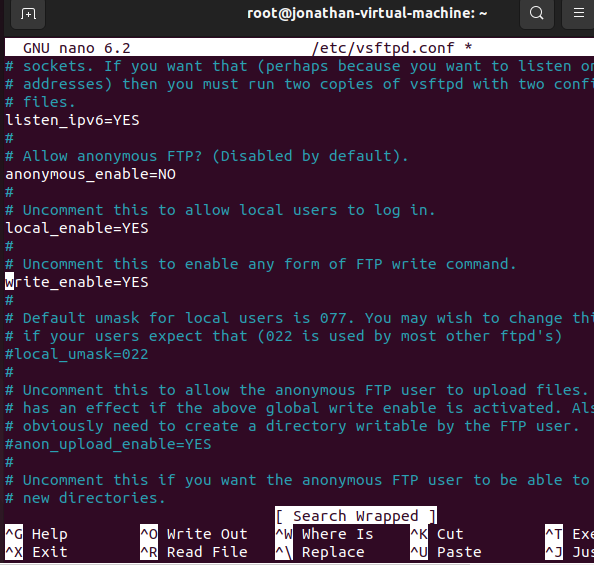 root@jonathan-virtual-machine: ~
GNU nano 6.2 /etc/vsftpd.conf *
# sockets. If you want that (perhaps because you want to listen on
# addresses) then you must run two copies of vsftpd with two confi
# files.
listen_ipv6=YES
#
# Allow anonymous FTP? (Disabled by default).
anonymous_enable=NO
#
# Uncomment this to allow local users to log in.
local_enable=YES
#
# Uncomment this to enable any form of FTP write command.
write_enable=YES
#
# Default umask for local users is 077. You may wish to change thi
# if your users expect that (022 is used by most other ftpd's)
#local_umask=022
#
# Uncomment this to allow the anonymous FTP user to upload files.
# has an effect if the above global write enable is activated. Als
# obviously need to create a directory writable by the FTP user.
#anon_upload_enable=YES
#
# Uncomment this if you want the anonymous FTP user to be able to
# new directories.
[ Search Wrapped ]
^G Help ^O Write Out ^W Where Is ^K Cut ^T Exe
^X Exit ^R Read File ^\ Replace ^U Paste ^J Jus